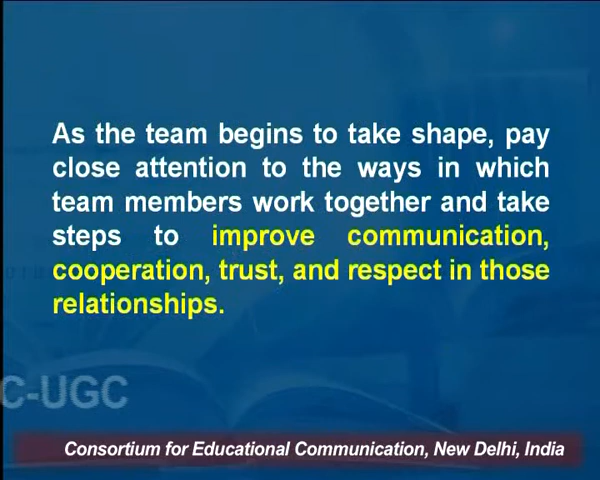 As the team begins to take shape, pay
close attention to the ways in which
team members work together and take
steps to improve communication,
cooperation, trust, and respect in those
relationships.
C-UGC
Consortium for Educational Communication, New Delhi, India